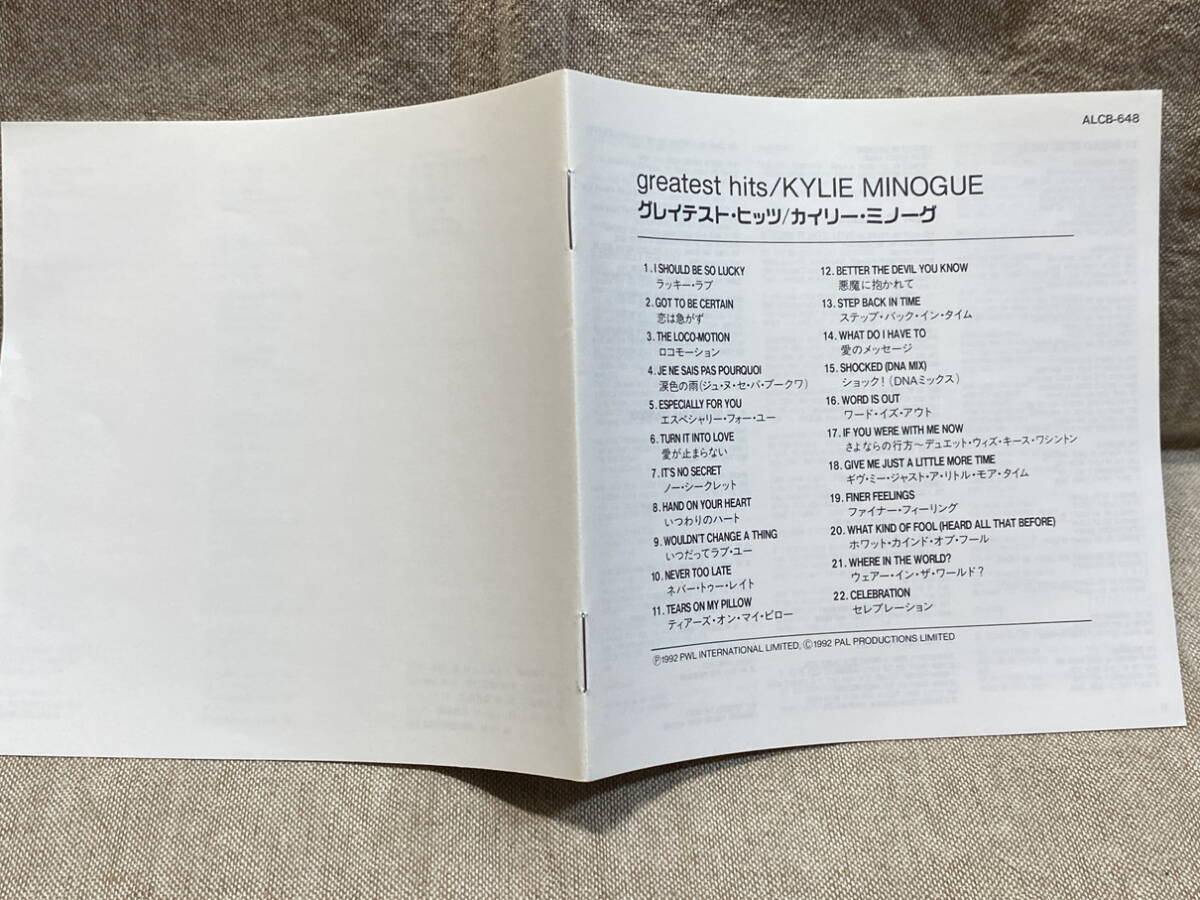 ALCB-648
greatest hits/KYLIE MINOGUE
グレイテスト・ヒッツ/カイリー・ミノーグ
1. I SHOULD BE SO LUCKY
ラッキー・ラブ
2. GOT TO BE CERTAIN
恋は急がず
3. THE LOCO-MOTION
ロコモーション
4. JE NE SAIS PAS POURQUOI
涙色の雨(ジュ・ヌ・セ・パ・プークワ)
5. ESPECIALLY FOR YOU
エスペシャリー・フォー・ユー
6. TURN IT INTO LOVE
愛が止まらない
7. IT'S NO SECRET
ノー・シークレット
8. HAND ON YOUR HEART
いつわりのハート
9. WOULDN'T CHANGE A THING
いつだってラブ・ユー
10. NEVER TOO LATE
ネバー・トゥー・レイト
11. TEARS ON MY PILLOW
ティアーズ・オン・マイ・ピロー
12. BETTER THE DEVIL YOU KNOW
悪魔に抱かれて
13. STEP BACK IN TIME
ステップ・バック・イン・タイム
14. WHAT DO I HAVE TO
愛のメッセージ
15. SHOCKED (DNA MIX)
ショック!(DNAミックス)
16. WORD IS OUT
ワード・イズ・アウト
17. IF YOU WERE WITH ME NOW
さよならの行方〜デュエット・ウィズ・キース・ワシントン
18. GIVE ME JUST A LITTLE MORE TIME
ギヴ・ミー・ジャスト・ア・リトル・モア・タイム
19. FINER FEELINGS
ファイナー・フィーリング
20. WHAT KIND OF FOOL (HEARD ALL THAT BEFORE)
ホワット・カインド・オブ・フール
21. WHERE IN THE WORLD?
ウェアー・イン・ザ・ワールド?
22. CELEBRATION
セレブレーション
Ⓟ1992 PWL INTERNATIONAL LIMITED, Ⓒ1992 PAL PRODUCTIONS LIMITED